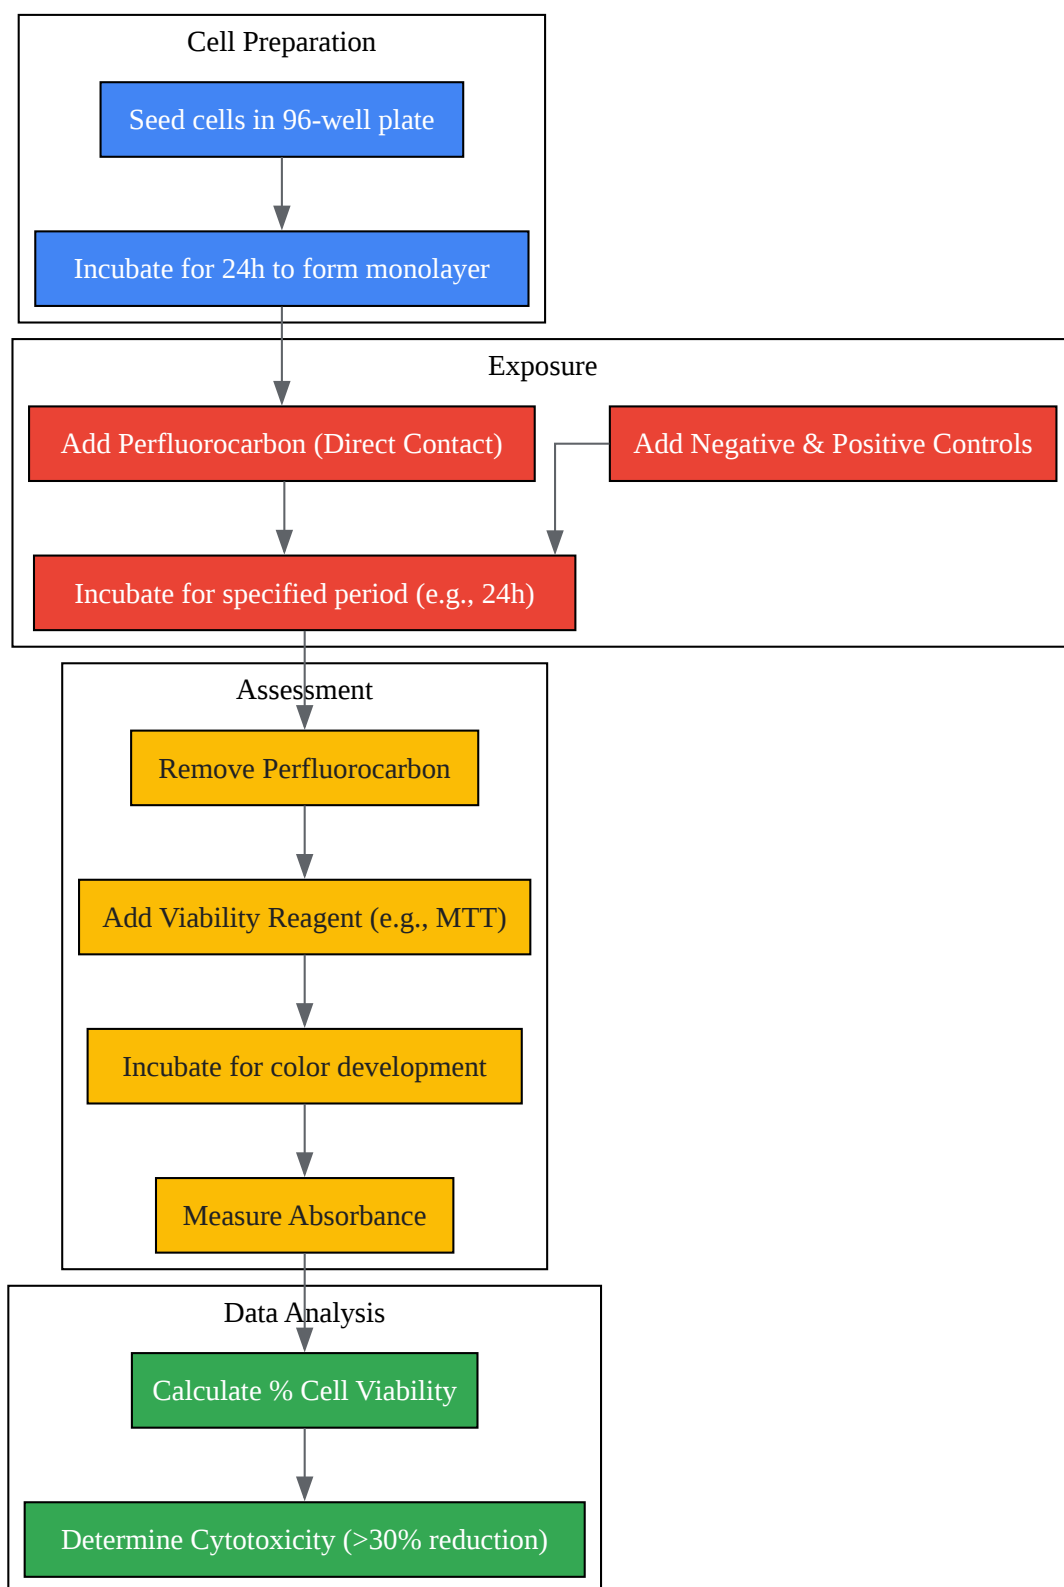 Cell Preparation
Seed cells in 96-well plate
Incubate for 24h to form monolayer
Exposure
Add Perfluorocarbon (Direct Contact)
Add Negative & Positive Controls
Incubate for specified period (e.g., 24h)
Assessment
Remove Perfluorocarbon
Add Viability Reagent (e.g., MTT)
Incubate for color development
Measure Absorbance
Data Analysis
Calculate % Cell Viability
Determine Cytotoxicity (>30% reduction)